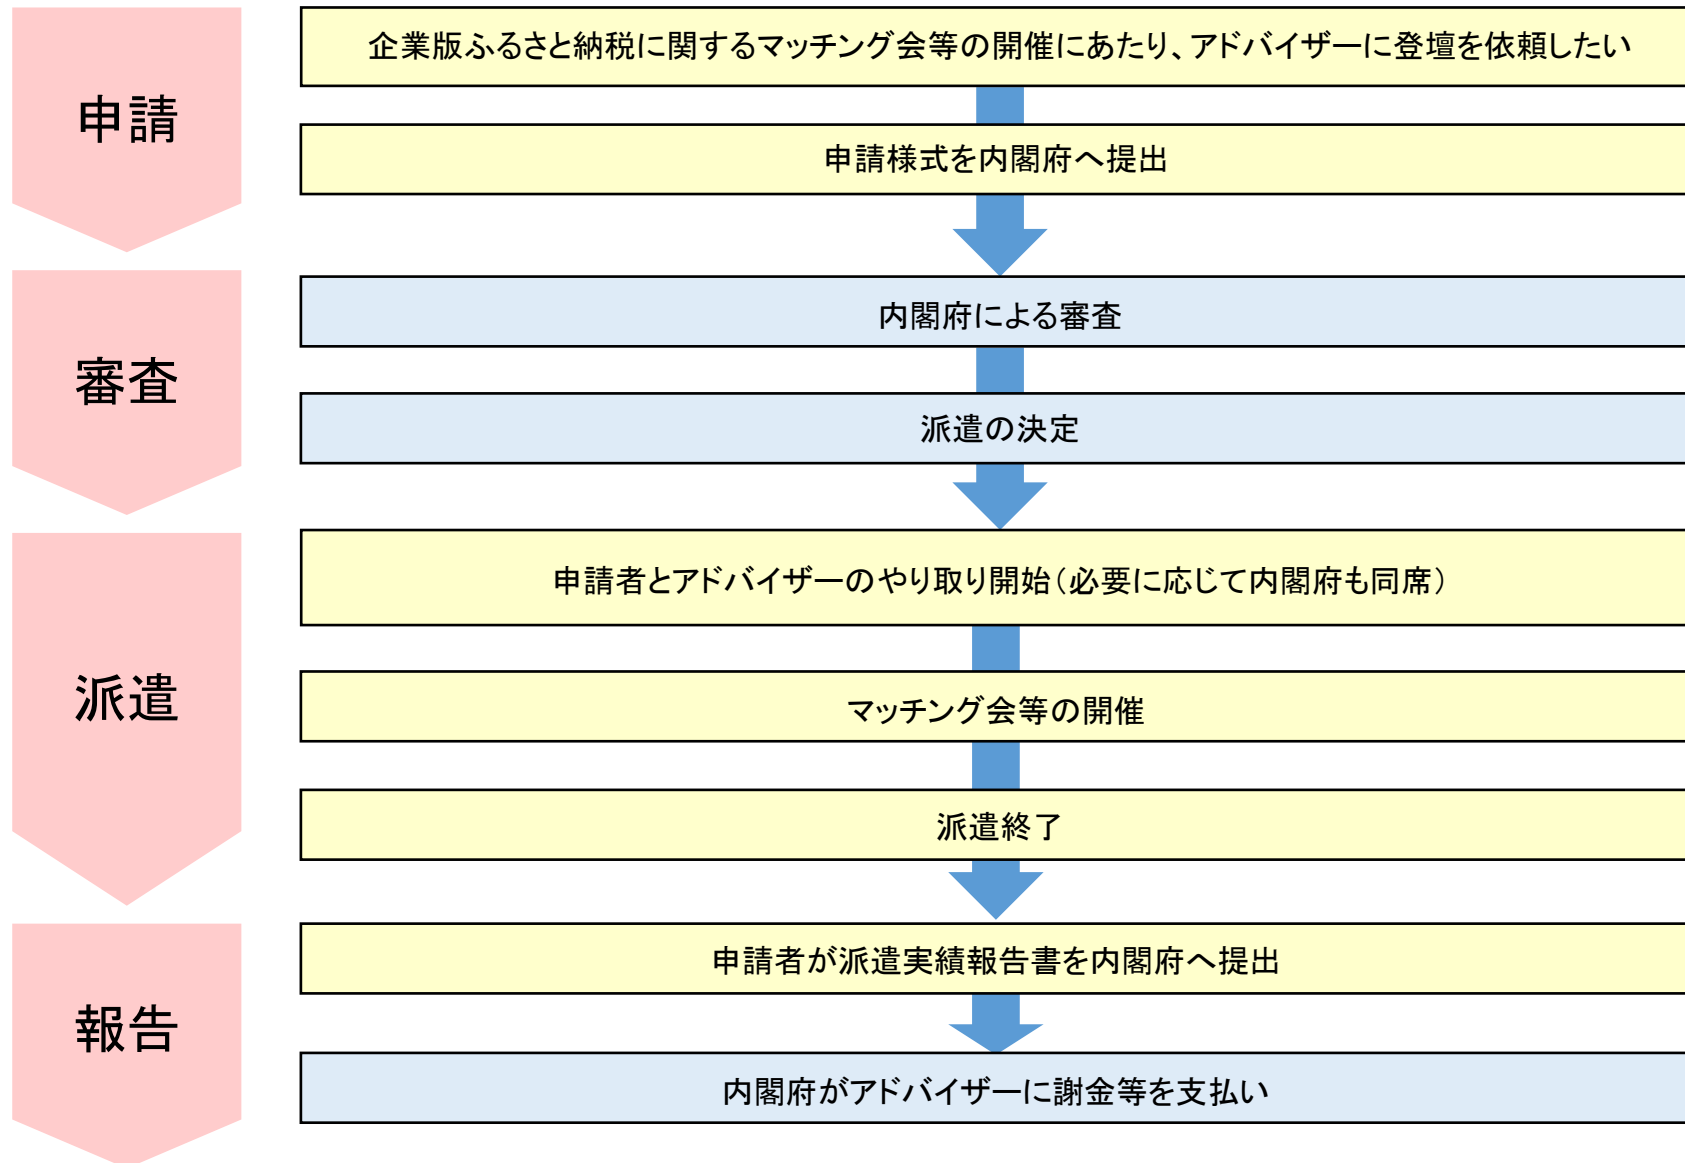 申請
企業版ふるさと納税に関するマッチング会等の開催にあたり、アドバイザーに登壇を依頼したい
申請様式を内閣府へ提出
審査
内閣府による審査
派遣の決定
派遣
申請者とアドバイザーのやり取り開始（必要に応じて内閣府も同席）
マッチング会等の開催
派遣終了
報告
申請者が派遣実績報告書を内閣府へ提出
内閣府がアドバイザーに謝金等を支払い